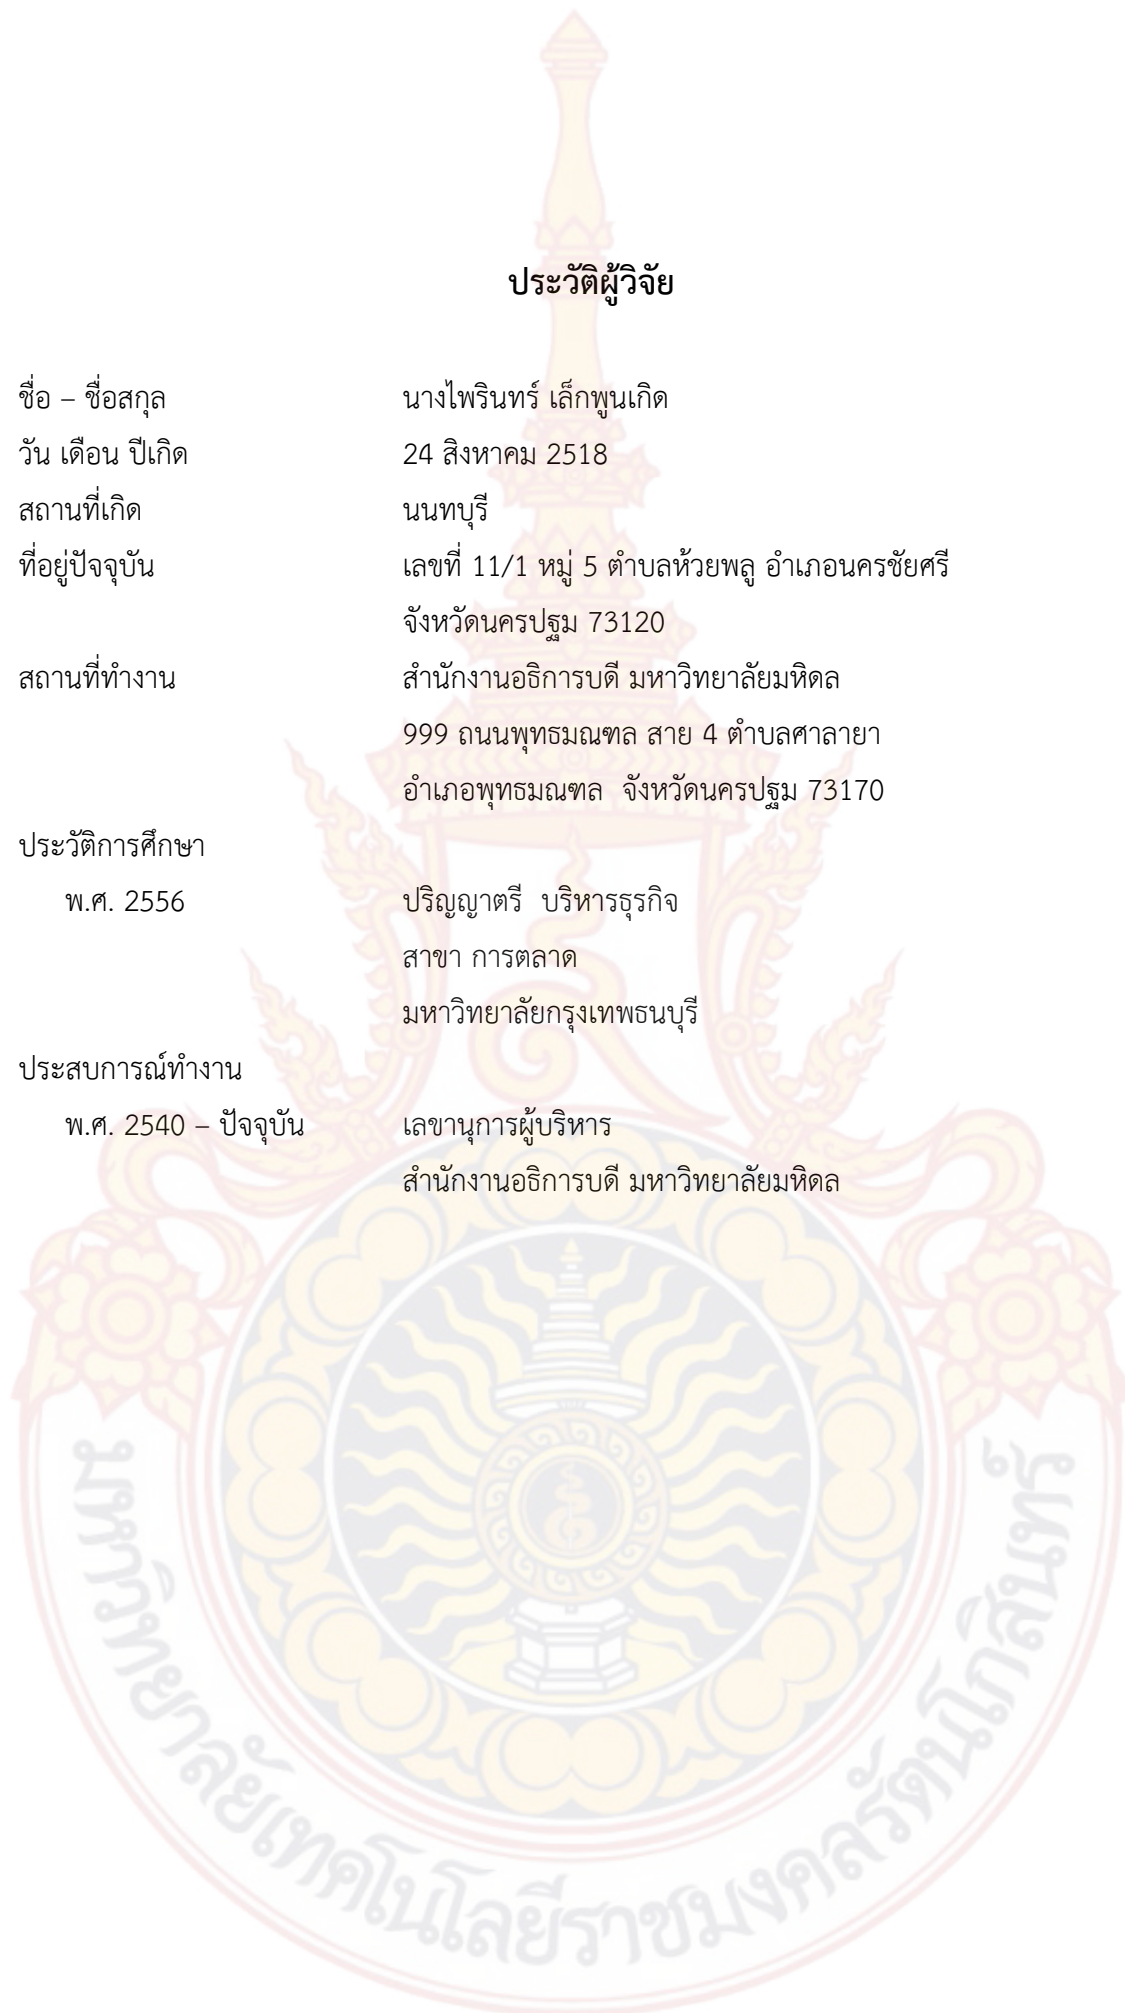 ประวัติผู้วิจัย
ชื่อ – ชื่อสกุล นางไพรินทร์ เล็กพูนเกิด
วัน เดือน ปีเกิด 24 สิงหาคม 2518
สถานที่เกิด นนทบุรี
ที่อยู่ปัจจุบัน เลขที่ 11/1 หมู่ 5 ตำบลห้วยพลู อำเภอนครชัยศรี
จังหวัดนครปฐม 73120
สถานที่ทำงาน สำนักงานอธิการบดี มหาวิทยาลัยมหิดล
999 ถนนพุทธมณฑล สาย 4 ตำบลศาลายา
อำเภอพุทธมณฑล จังหวัดนครปฐม 73170
ประวัติการศึกษา
พ.ศ. 2556 ปริญญาตรี บริหารธุรกิจ
สาขา การตลาด
มหาวิทยาลัยกรุงเทพธนบุรี
ประสบการณ์ทำงาน
พ.ศ. 2540 – ปัจจุบัน เลขานุการผู้บริหาร
สำนักงานอธิการบดี มหาวิทยาลัยมหิดล
มหาวิทยาลัยเทคโนโลยีราชมงคลรัตนโกสินทร์